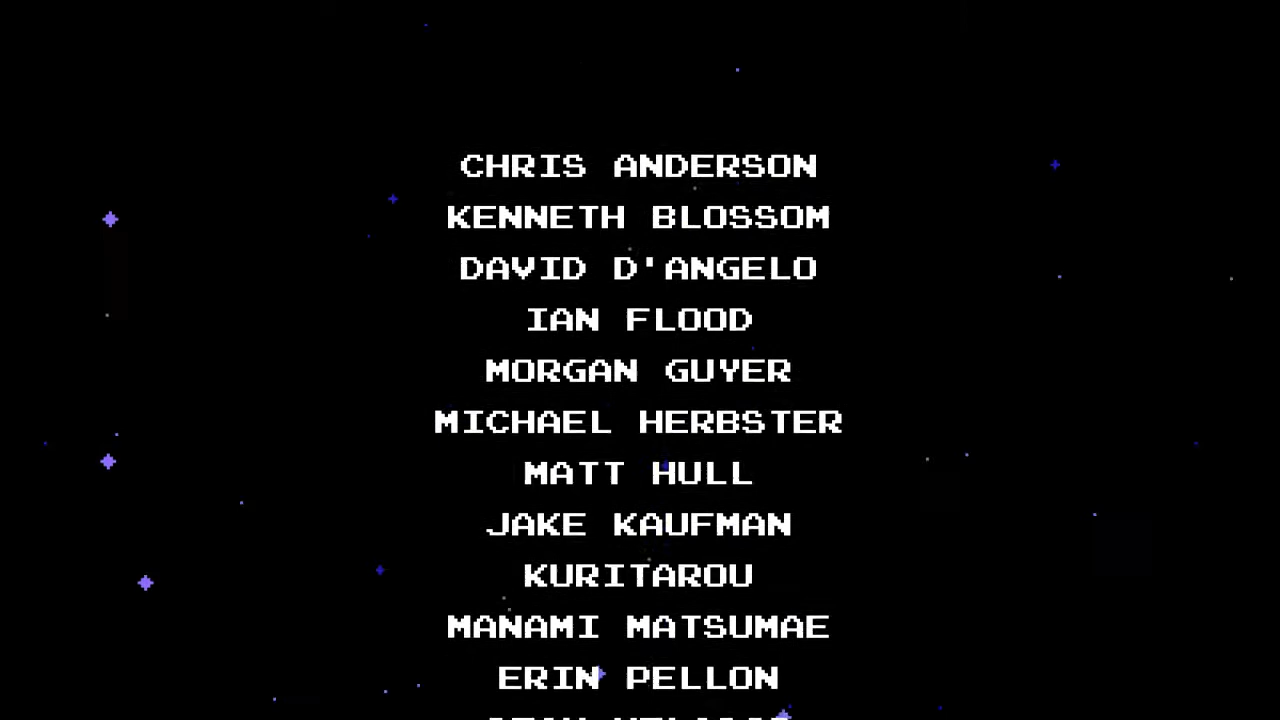 CHRIS ANDERSON
KENNETH BLOSSOM
DAVID D'ANGELO
IAN FLOOD
MORGAN GUYER
MICHAEL HERBSTER
MATT HULL
JAKE KAUFMAN
KURITAROU
MANAMI MATSUMAE
ERIN PELLON